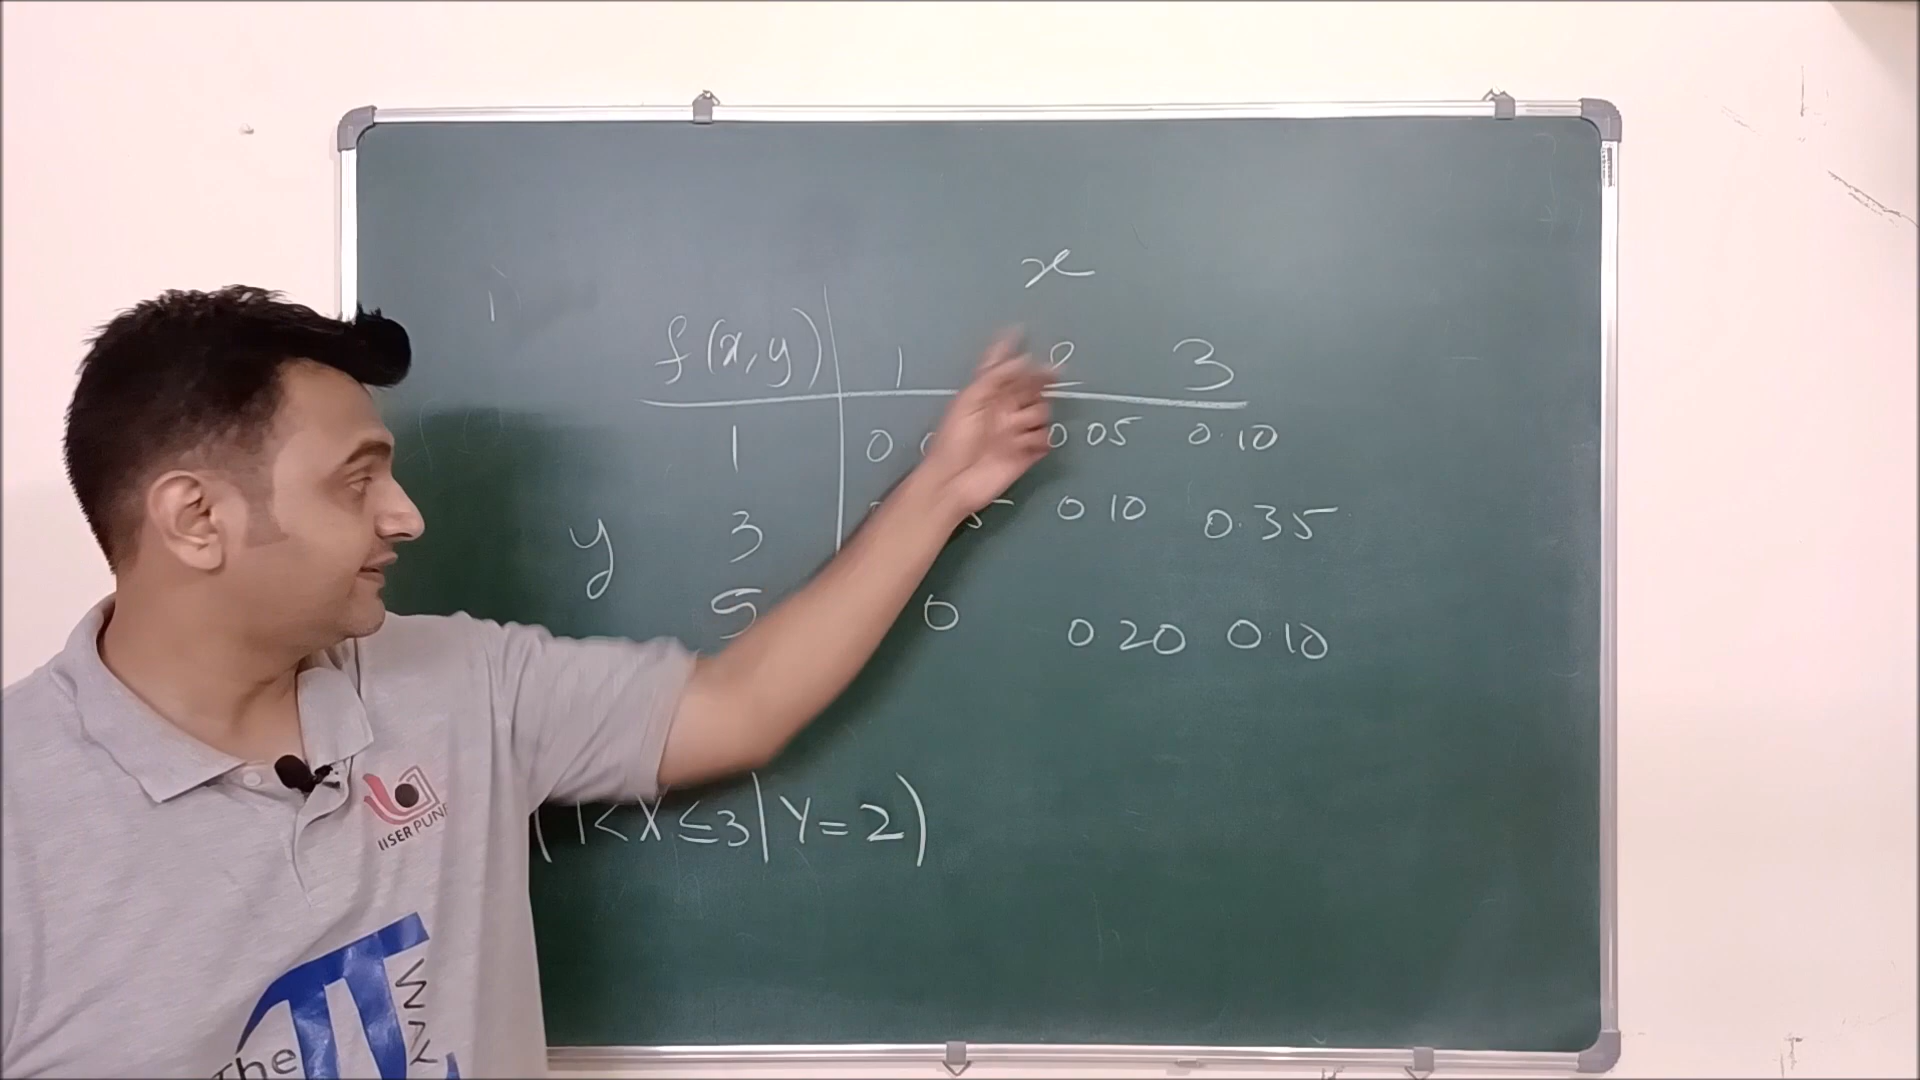 x
f(x,y) 1 2 3
1 0 05 0.10
y 3 0 10 0.35
5 0 0 20 0.10
(1<X≤3|Y=2)
IISER PUNE
The π WAY